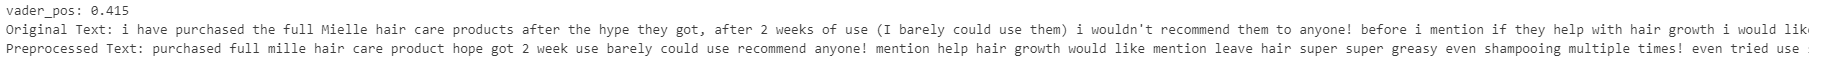 vader_pos: 0.415
Original Text: i have purchased the full Mielle hair care products after the hype they got, after 2 weeks of use (I barely could use them) i wouldn't recommend them to anyone! before i mention if they help with hair growth i would
Preprocessed Text: purchased full mille hair care product hope got 2 week use barely could use recommend anyone! mention help hair growth would like mention leave hair super super greasy even shampooing multiple times! even tried use